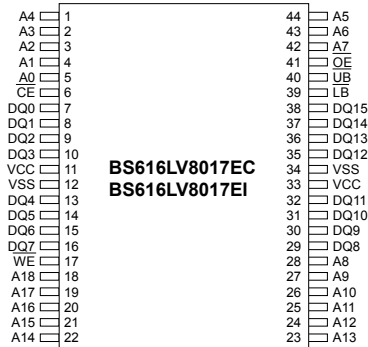 A4 1 44 A5
A3 2 43 A6
A2 3 42 A7
A1 4 41 OE
A0 5 40 UB
CE 6 39 LB
DQ0 7 38 DQ15
DQ1 8 37 DQ14
DQ2 9 36 DQ13
DQ3 10 35 DQ12
VCC 11 BS616LV8017EC 34 VSS
VSS 12 BS616LV8017EI 33 VCC
DQ4 13 32 DQ11
DQ5 14 31 DQ10
DQ6 15 30 DQ9
DQ7 16 29 DQ8
WE 17 28 A8
A18 18 27 A9
A17 19 26 A10
A16 20 25 A11
A15 21 24 A12
A14 22 23 A13